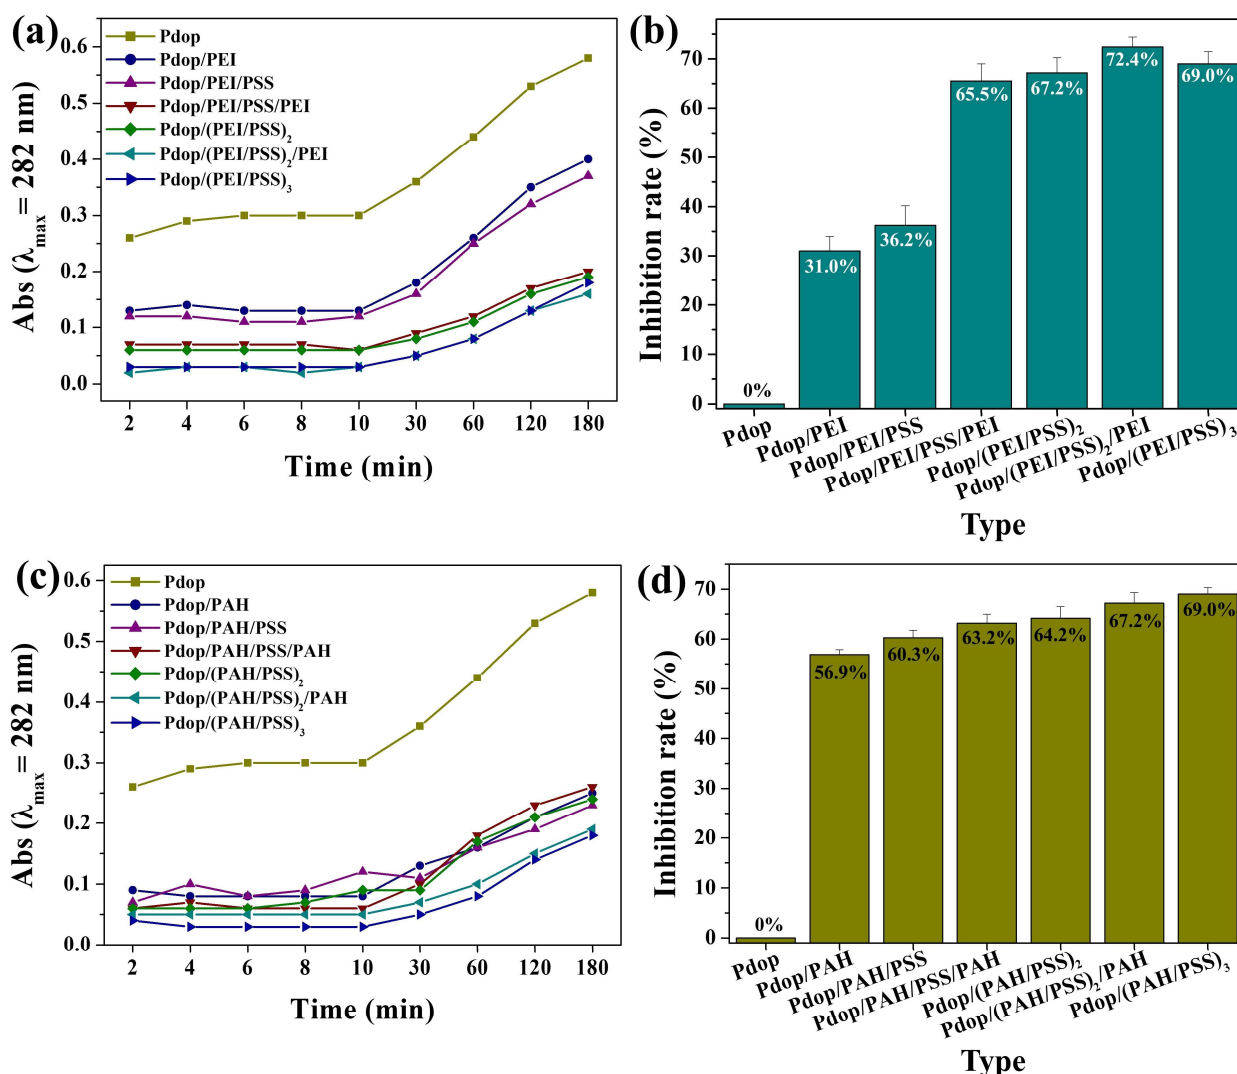 (a)
Pdop
Pdop/PEI
Pdop/PEI/PSS
Pdop/PEI/PSS/PEI
Pdop/(PEI/PSS)₂
Pdop/(PEI/PSS)₂/PEI
Pdop/(PEI/PSS)₃
Abs (λmax = 282 nm)
0.6
0.5
0.4
0.3
0.2
0.1
0.0
2 4 6 8 10 30 60 120 180
Time (min)
(b)
Inhibition rate (%)
70
60
50
40
30
20
10
0
0%
31.0%
36.2%
65.5%
67.2%
72.4%
69.0%
Pdop
Pdop/PEI
Pdop/PEI/PSS
Pdop/PEI/PSS/PEI
Pdop/(PEI/PSS)₂
Pdop/(PEI/PSS)₂/PEI
Pdop/(PEI/PSS)₃
Type
(c)
Pdop
Pdop/PAH
Pdop/PAH/PSS
Pdop/PAH/PSS/PAH
Pdop/(PAH/PSS)₂
Pdop/(PAH/PSS)₂/PAH
Pdop/(PAH/PSS)₃
Abs (λmax = 282 nm)
0.6
0.5
0.4
0.3
0.2
0.1
0.0
2 4 6 8 10 30 60 120 180
Time (min)
(d)
Inhibition rate (%)
70
60
50
40
30
20
10
0
0%
56.9%
60.3%
63.2%
64.2%
67.2%
69.0%
Pdop
Pdop/PAH
Pdop/PAH/PSS
Pdop/PAH/PSS/PAH
Pdop/(PAH/PSS)₂
Pdop/(PAH/PSS)₂/PAH
Pdop/(PAH/PSS)₃
Type